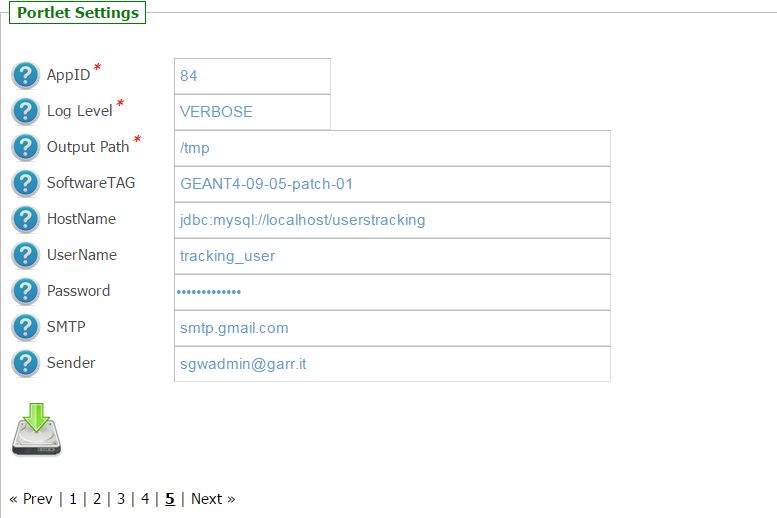 Portlet Settings
AppID * 84
Log Level * VERBOSE
Output Path * /tmp
SoftwareTAG GEANT4-09-05-patch-01
HostName jdbc:mysql://localhost/userstracking
UserName tracking_user
Password •••••••••••••
SMTP smtp.gmail.com
Sender sgwadmin@garr.it
« Prev | 1 | 2 | 3 | 4 | 5 | Next »